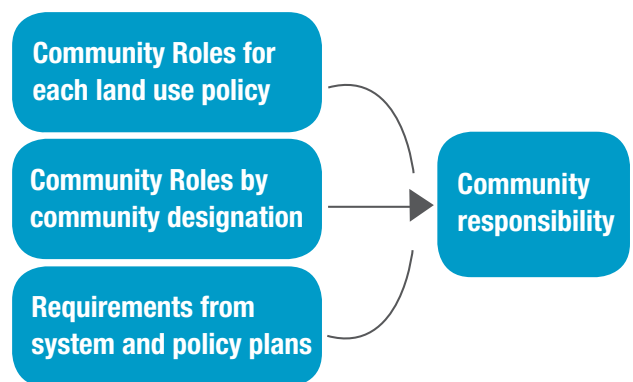 Community Roles for
each land use policy
Community Roles by
community designation
Requirements from
system and policy plans
Community
responsibility